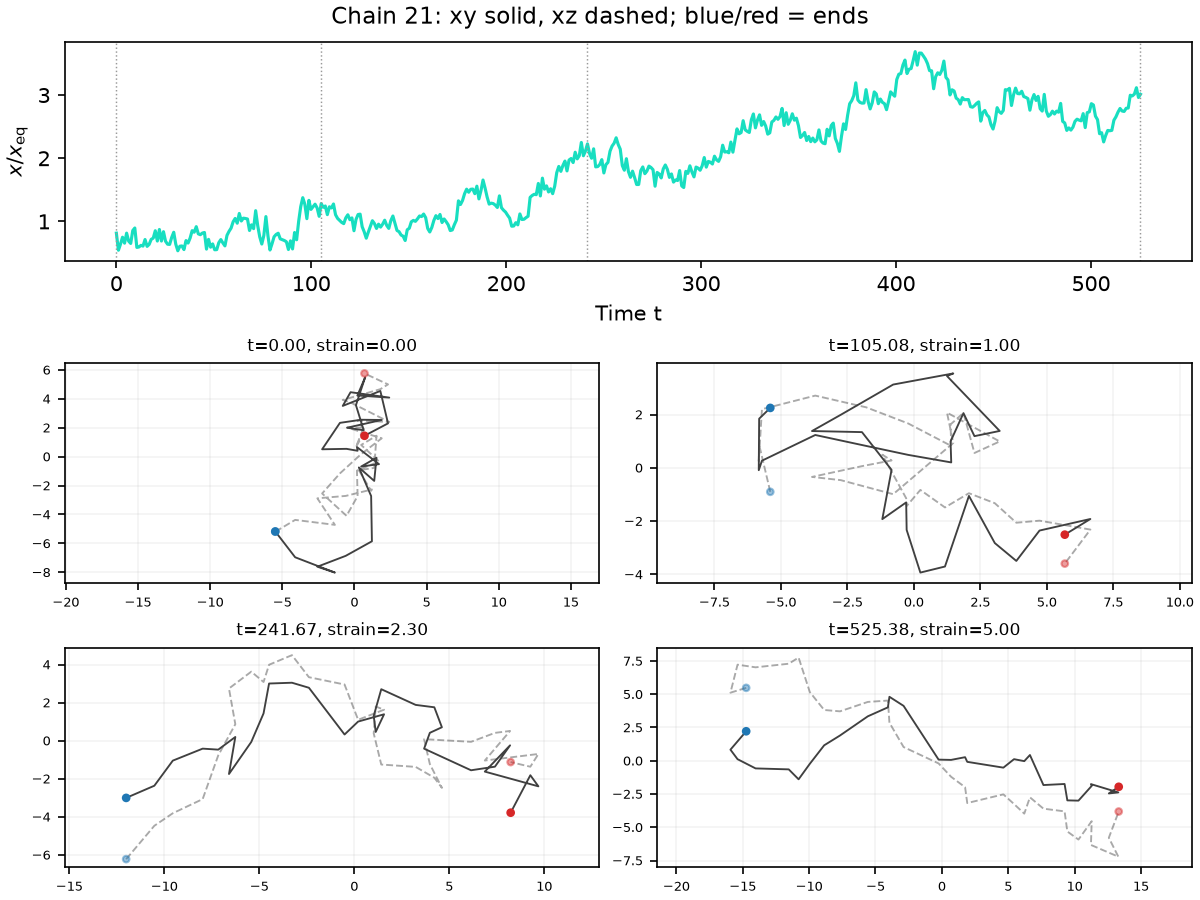 Chain 21: xy solid, xz dashed; blue/red = ends
x/x_eq
3
2
1
0 100 200 300 400 500
Time t
t=0.00, strain=0.00
6
4
2
0
−2
−4
−6
−8
−20 −15 −10 −5 0 5 10 15
t=105.08, strain=1.00
2
0
−2
−4
−7.5 −5.0 −2.5 0.0 2.5 5.0 7.5 10.0
t=241.67, strain=2.30
4
2
0
−2
−4
−6
−15 −10 −5 0 5 10
t=525.38, strain=5.00
7.5
5.0
2.5
0.0
−2.5
−5.0
−7.5
−20 −15 −10 −5 0 5 10 15